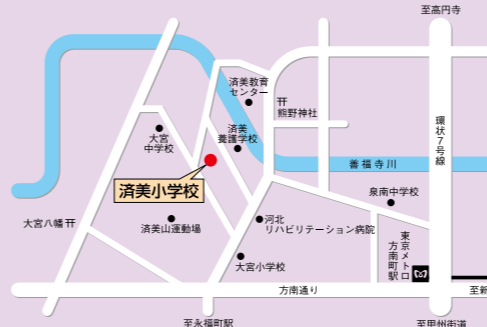 至高円寺
済美教育
センター
熊野神社
大宮
中学校
済美
養護学校
環状7号線
善福寺川
済美小学校
泉南中学校
大宮八幡
済美山運動場
河北
リハビリテーション病院
東京メトロ
方南町駅
大宮小学校
方南通り
至新
至永福町駅
至甲州街道